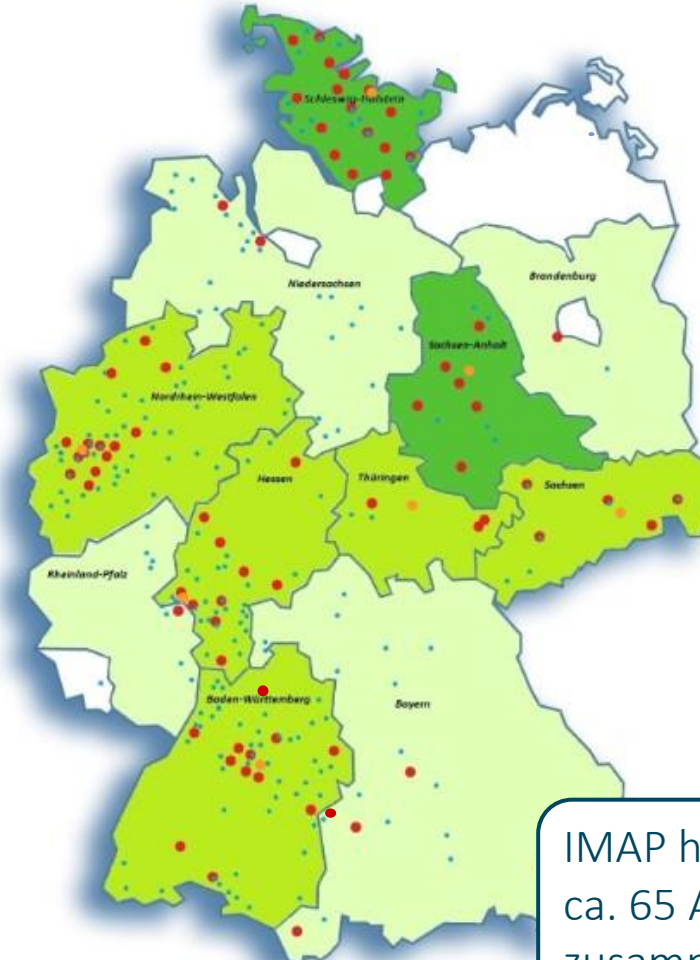 Schleswig-Holstein
Niedersachsen
Brandenburg
Sachsen-Anhalt
Nordrhein-Westfalen
Hessen
Thüringen
Sachsen
Rheinland-Pfalz
Baden-Württemberg
Bayern
IMAP h
ca. 65 A
zusamm